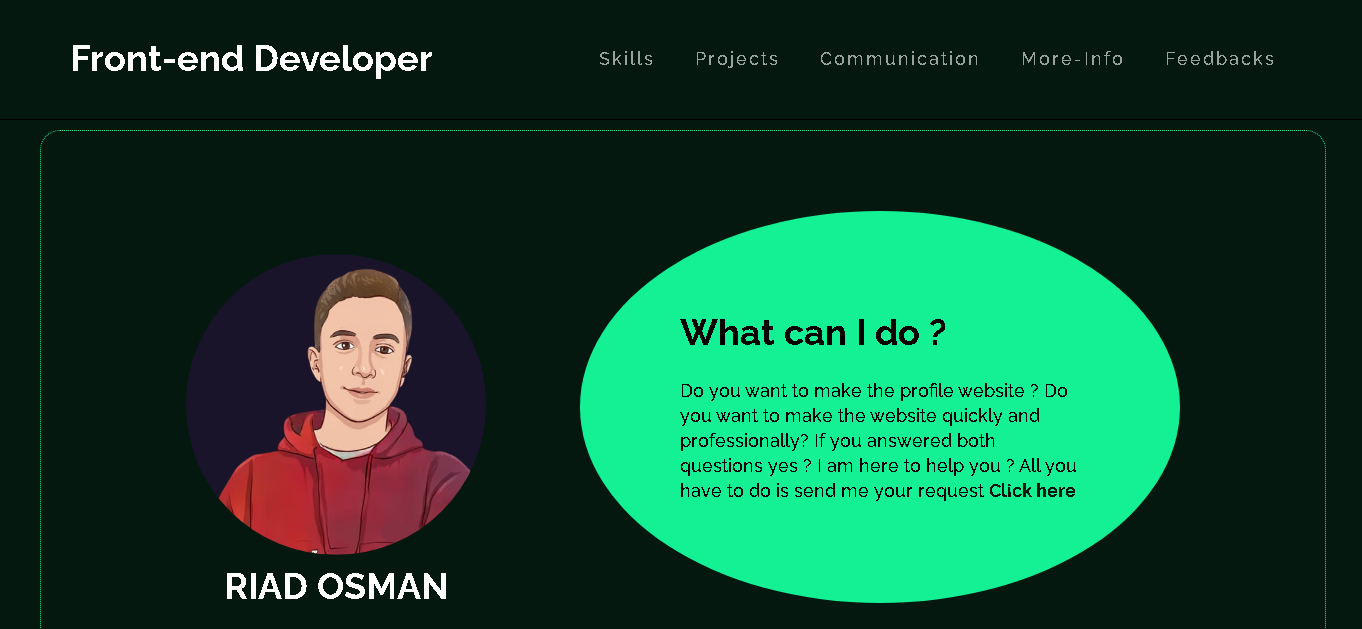 Front-end Developer
Skills
Projects
Communication
More-Info
Feedbacks
What can I do ?
Do you want to make the profile website ? Do
you want to make the website quickly and
professionally? If you answered both
questions yes ? I am here to help you ? All you
have to do is send me your request Click here
RIAD OSMAN